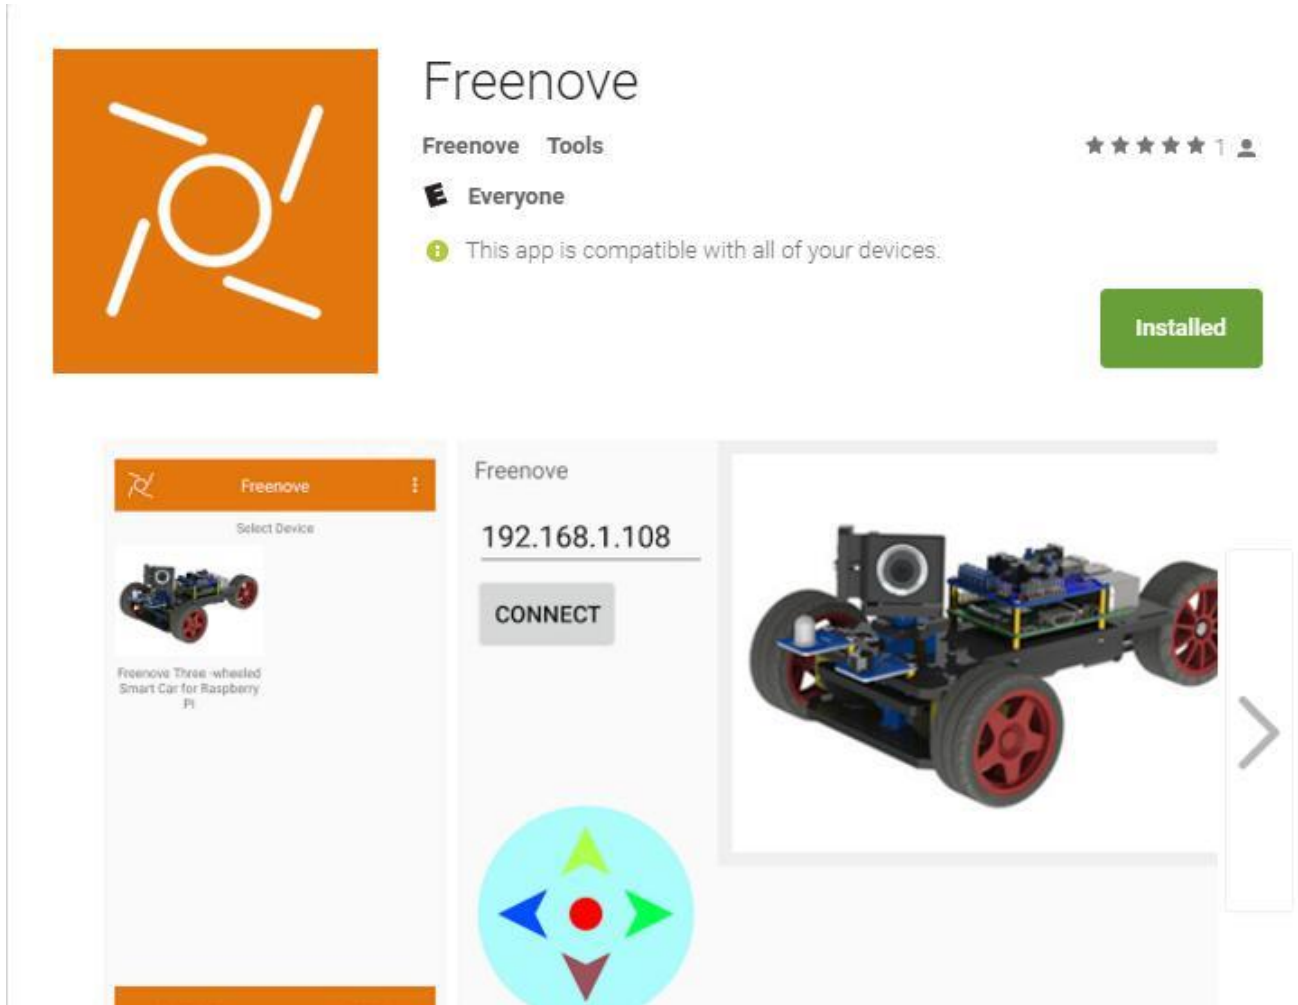 Freenove
Freenove Tools
1
E Everyone
This app is compatible with all of your devices.
Installed
Freenove
Select Device
Freenove Three -wheeled
Smart Car for Raspberry
Pi
Freenove
192.168.1.108
CONNECT